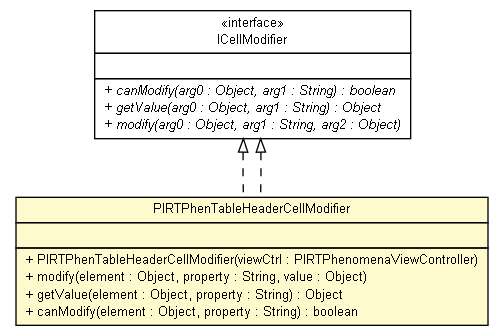 «interface»
ICellModifier
+ canModify(arg0 : Object, arg1 : String) : boolean
+ getValue(arg0 : Object, arg1 : String) : Object
+ modify(arg0 : Object, arg1 : String, arg2 : Object)
PIRTPhenTableHeaderCellModifier
+ PIRTPhenTableHeaderCellModifier(viewCtrl : PIRTPhenomenaViewController)
+ modify(element : Object, property : String, value : Object)
+ getValue(element : Object, property : String) : Object
+ canModify(element : Object, property : String) : boolean